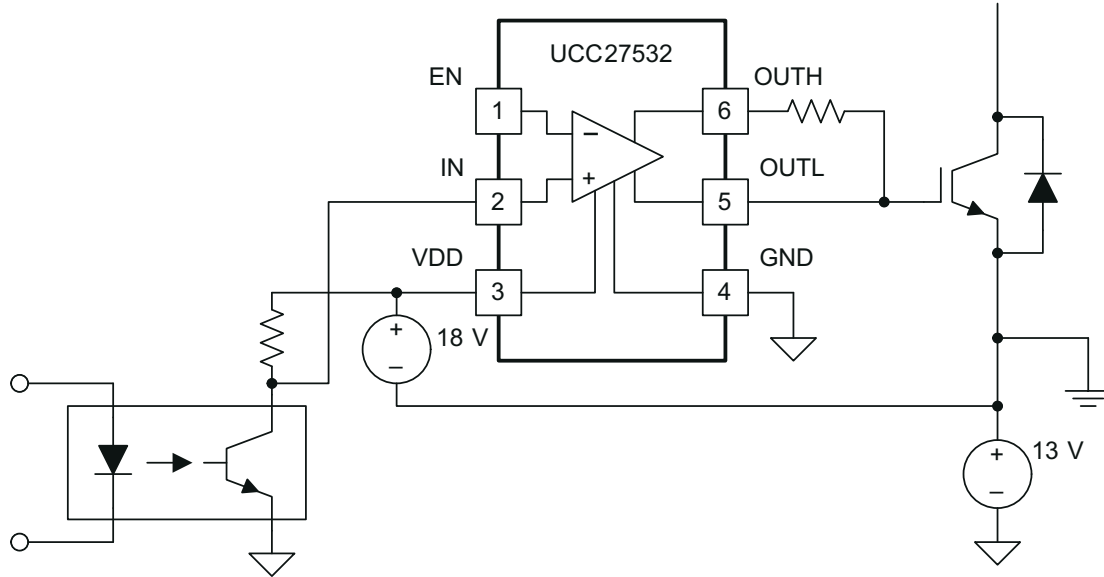 UCC27532
EN
OUTH
1
6
−
IN
OUTL
+
2
5
VDD
GND
3
4
+
18 V
−
+
13 V
−